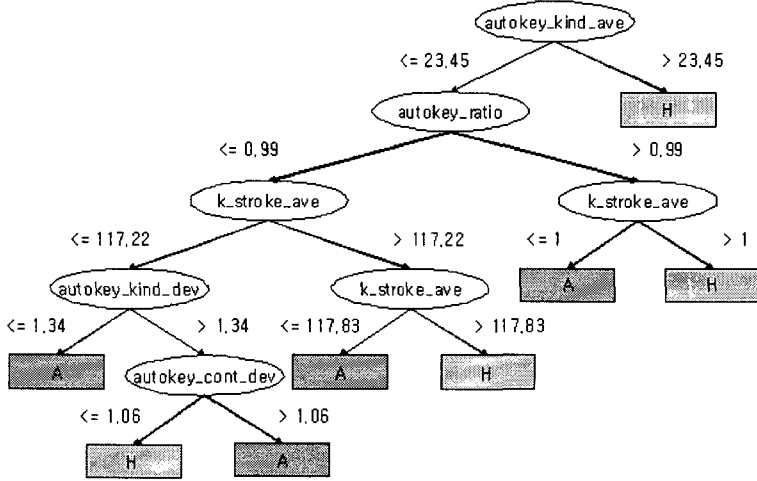 autokey_kind_ave
<= 23,45 > 23,45
autokey_ratio H
<= 0,99 > 0,99
k_stroke_ave k_stroke_ave
<= 117,22 > 117,22 <= 1 > 1
autokey_kind_dev k_stroke_ave A H
<= 1,34 > 1,34 <= 117,83 > 117,83
A autokey_cont_dev A H
<= 1,06 > 1,06
H A